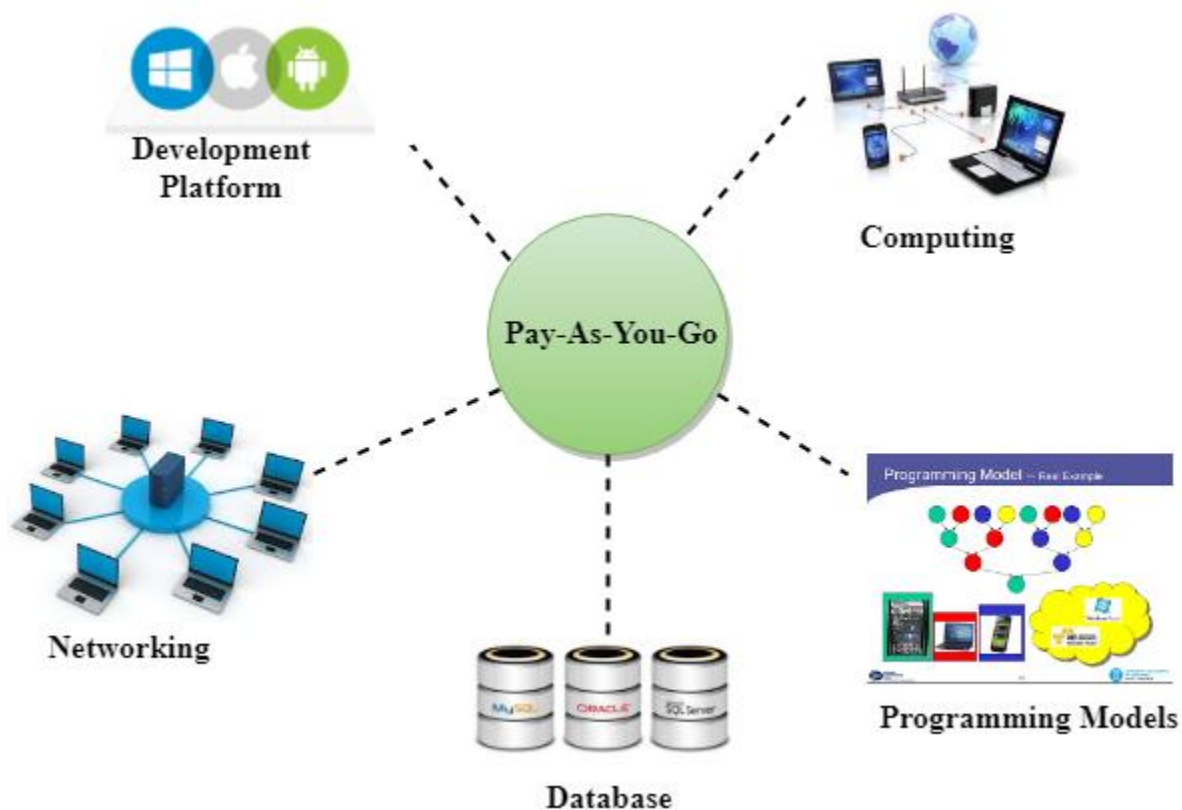 Development
Platform
Computing
Pay-As-You-Go
Programming Model — Real Example
Networking
MySQL
ORACLE
SQL Server
Programming Models
Database